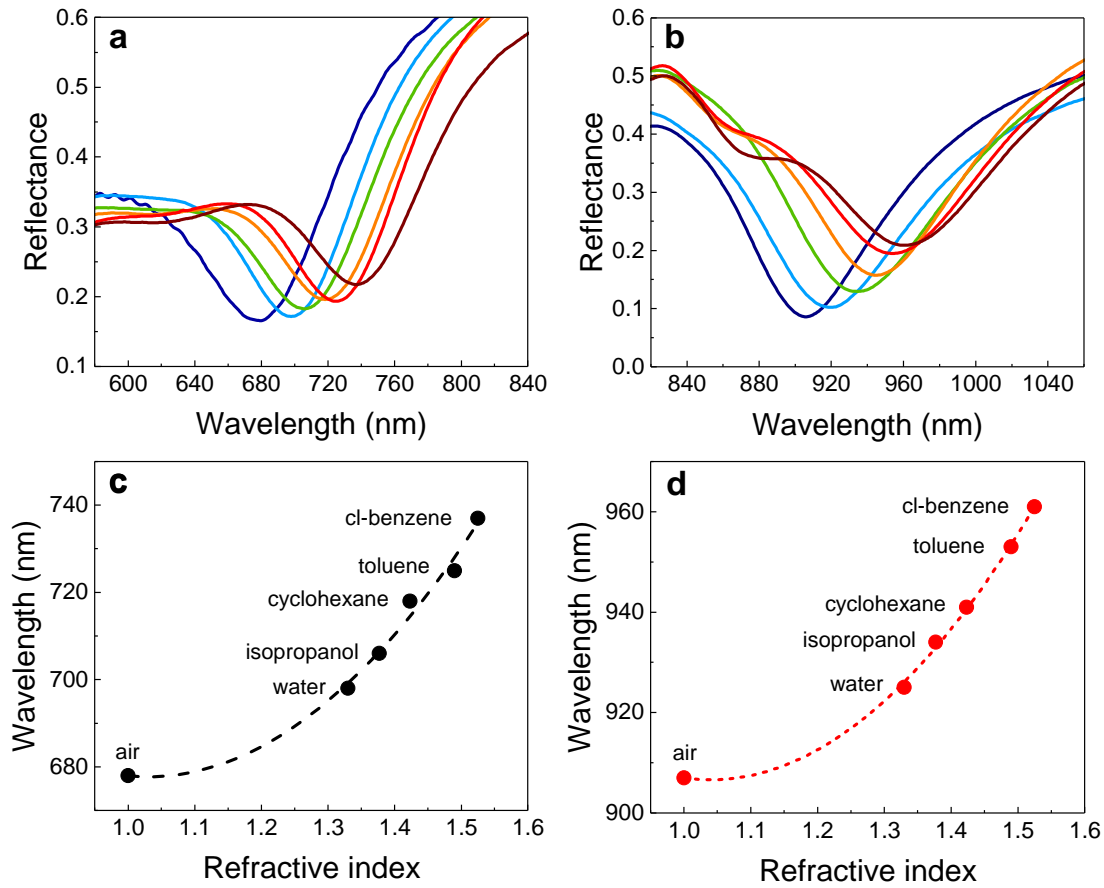 a
0.6
0.5
0.4
0.3
0.2
0.1
Reflectance
600 640 680 720 760 800 840
Wavelength (nm)
b
0.6
0.5
0.4
0.3
0.2
0.1
0.0
Reflectance
840 880 920 960 1000 1040
Wavelength (nm)
c
740
720
700
680
Wavelength (nm)
cl-benzene
toluene
cyclohexane
isopropanol
water
air
1.0 1.1 1.2 1.3 1.4 1.5 1.6
Refractive index
d
960
940
920
900
Wavelength (nm)
cl-benzene
toluene
cyclohexane
isopropanol
water
air
1.0 1.1 1.2 1.3 1.4 1.5 1.6
Refractive index